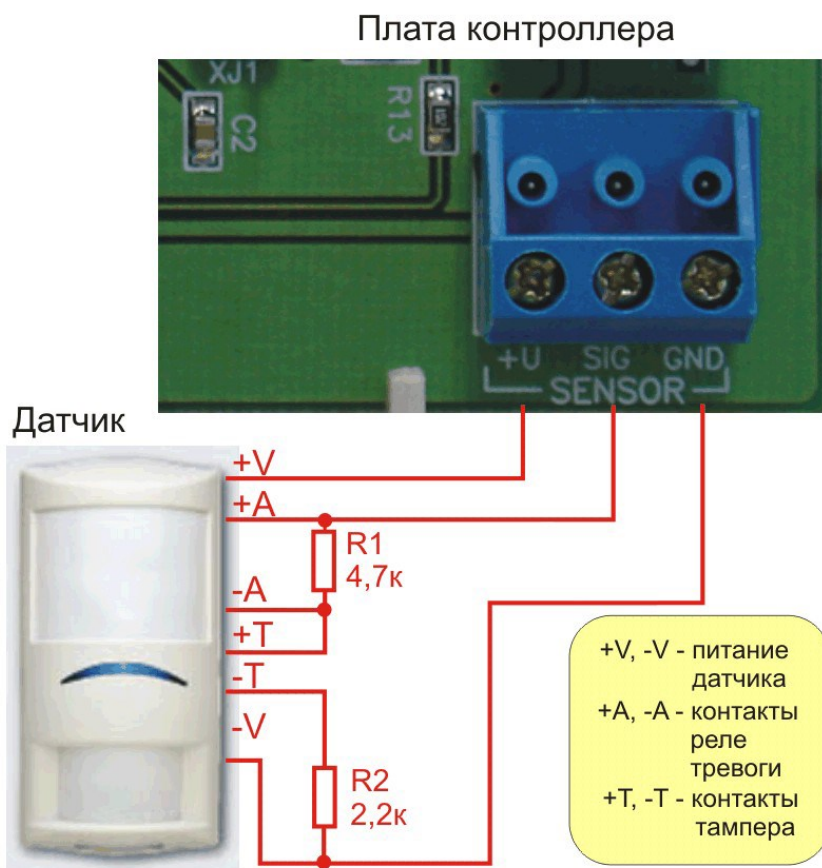 Плата контроллера
XJ1
C2
R13
+U SIG GND
SENSOR
Датчик
+V
+A
R1
4,7к
-A
+T
-T
-V
R2
2,2к
+V, -V - питание
датчика
+A, -A - контакты
реле
тревоги
+T, -T - контакты
тампера